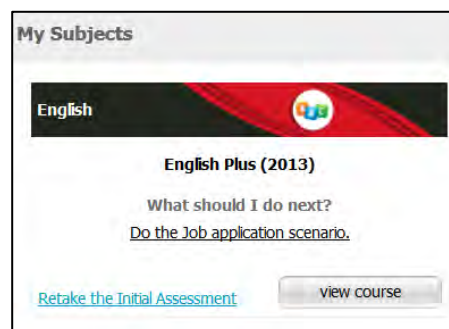 My Subjects
English
English Plus (2013)
What should I do next?
Do the Job application scenario.
Retake the Initial Assessment
view course